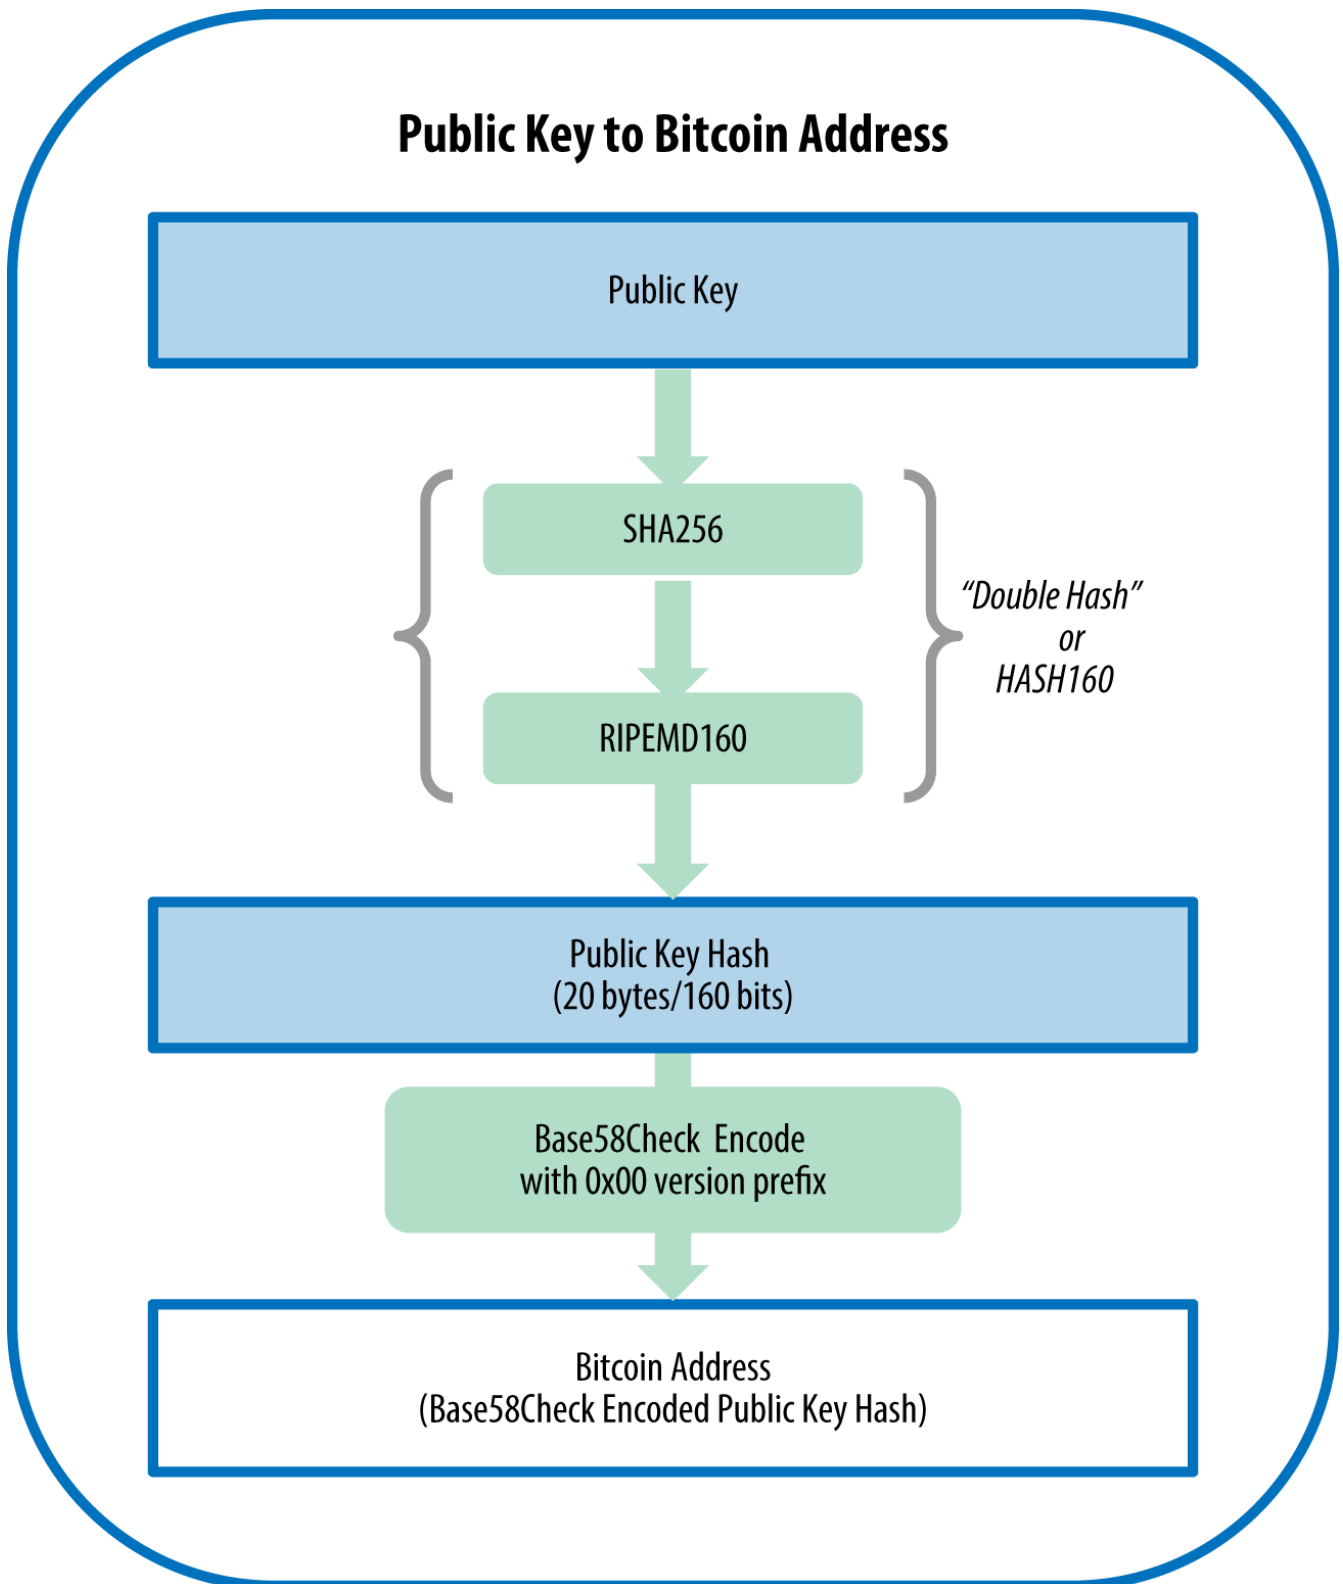 Public Key to Bitcoin Address
Public Key
SHA256
“Double Hash”
or
HASH160
RIPEMD160
Public Key Hash
(20 bytes/160 bits)
Base58Check Encode
with 0x00 version prefix
Bitcoin Address
(Base58Check Encoded Public Key Hash)